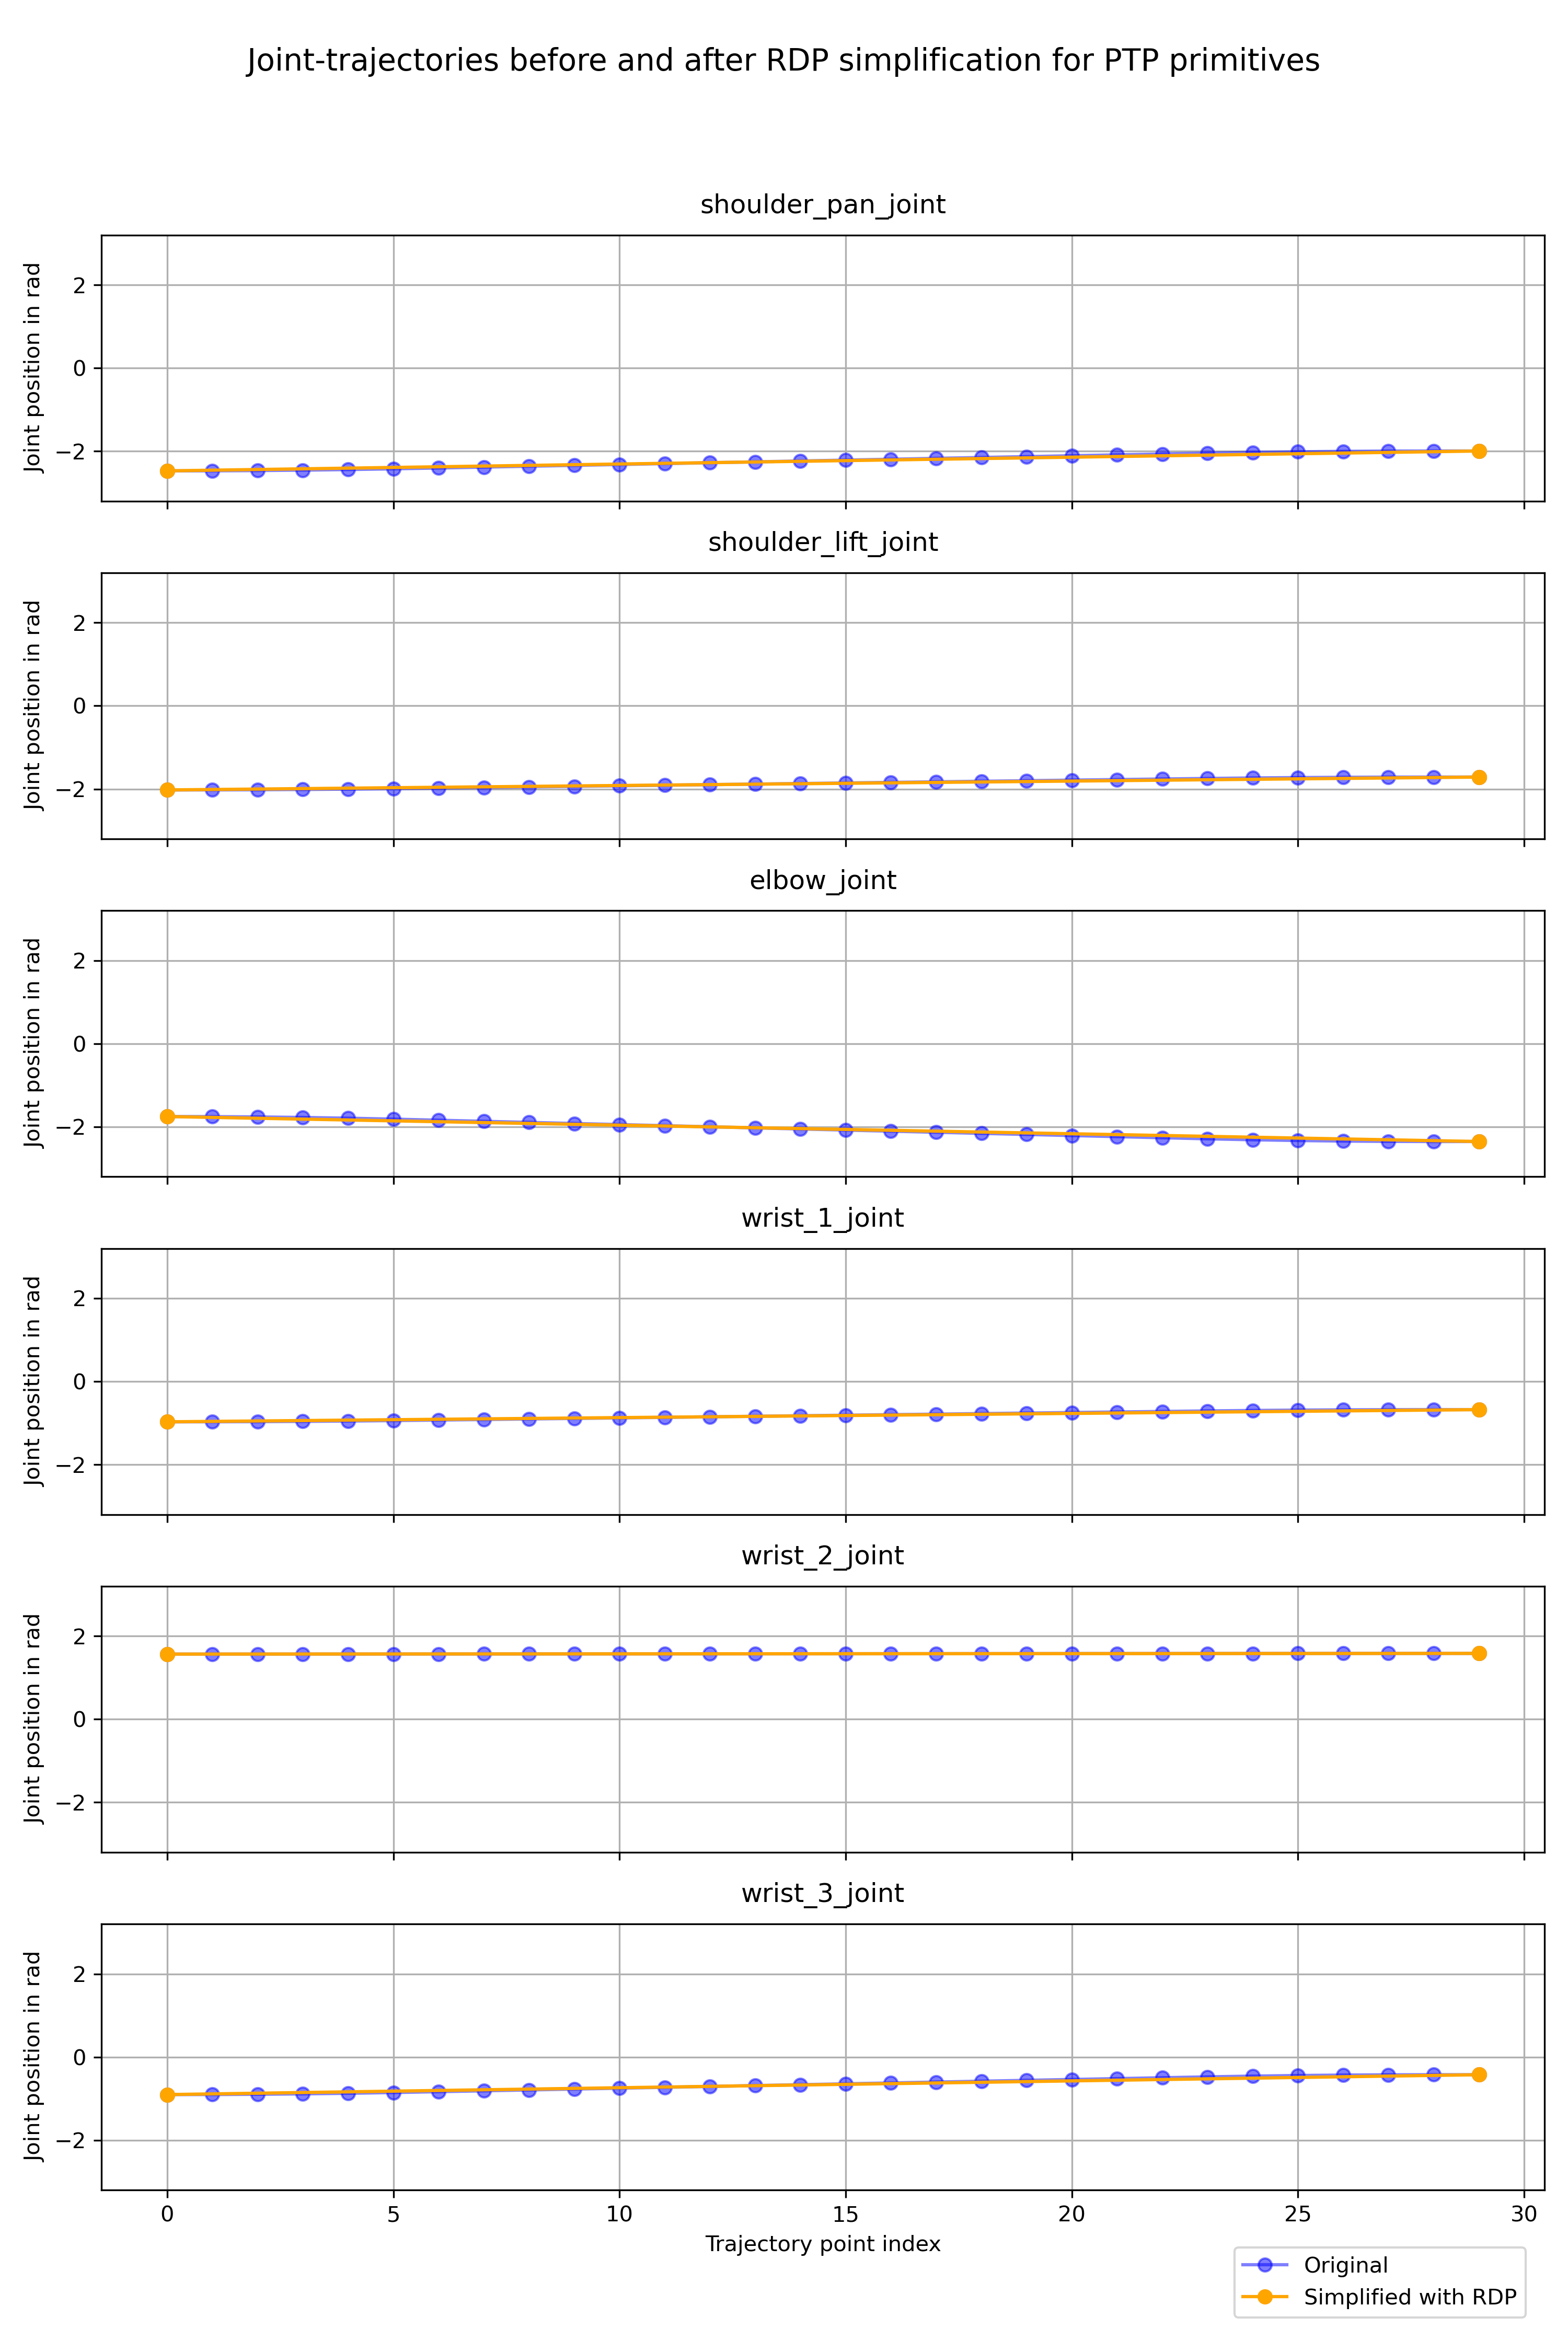 Joint-trajectories before and after RDP simplification for PTP primitives
shoulder_pan_joint
Joint position in rad
2
0
−2
shoulder_lift_joint
Joint position in rad
2
0
−2
elbow_joint
Joint position in rad
2
0
−2
wrist_1_joint
Joint position in rad
2
0
−2
wrist_2_joint
Joint position in rad
2
0
−2
wrist_3_joint
Joint position in rad
2
0
−2
0 5 10 15 20 25 30
Trajectory point index
Original
Simplified with RDP